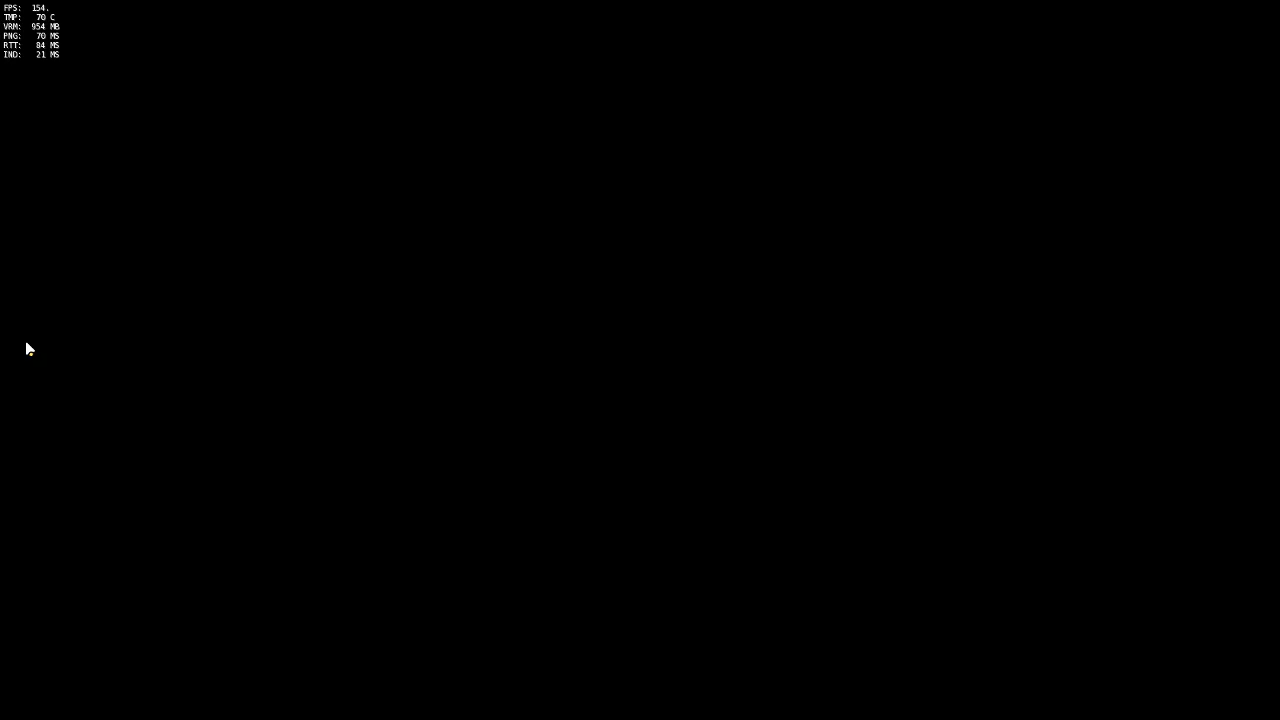 FPS: 154.
TMP: 70 C
VRM: 954 MB
PNG: 70 MS
RTT: 84 MS
IND: 21 MS